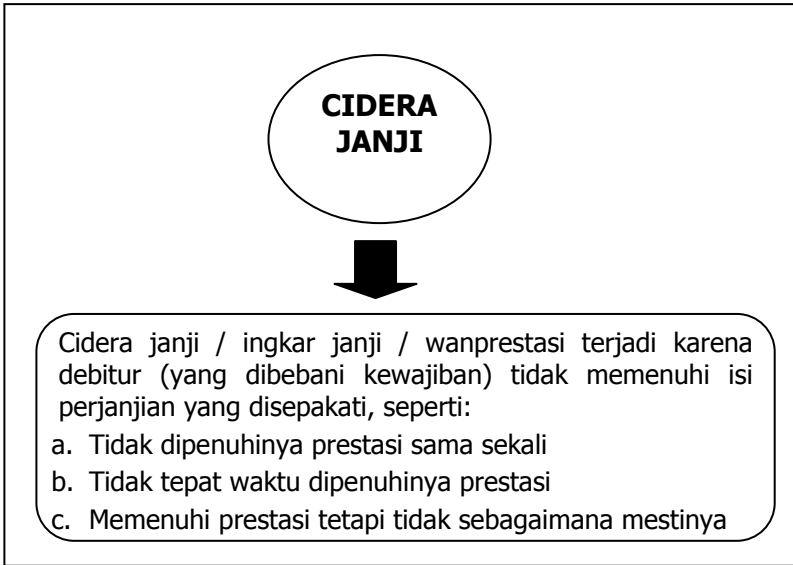 CIDERA
JANJI
Cidera janji / ingkar janji / wanprestasi terjadi karena
debitur (yang dibebani kewajiban) tidak memenuhi isi
perjanjian yang disepakati, seperti:
a. Tidak dipenuhinya prestasi sama sekali
b. Tidak tepat waktu dipenuhinya prestasi
c. Memenuhi prestasi tetapi tidak sebagaimana mestinya